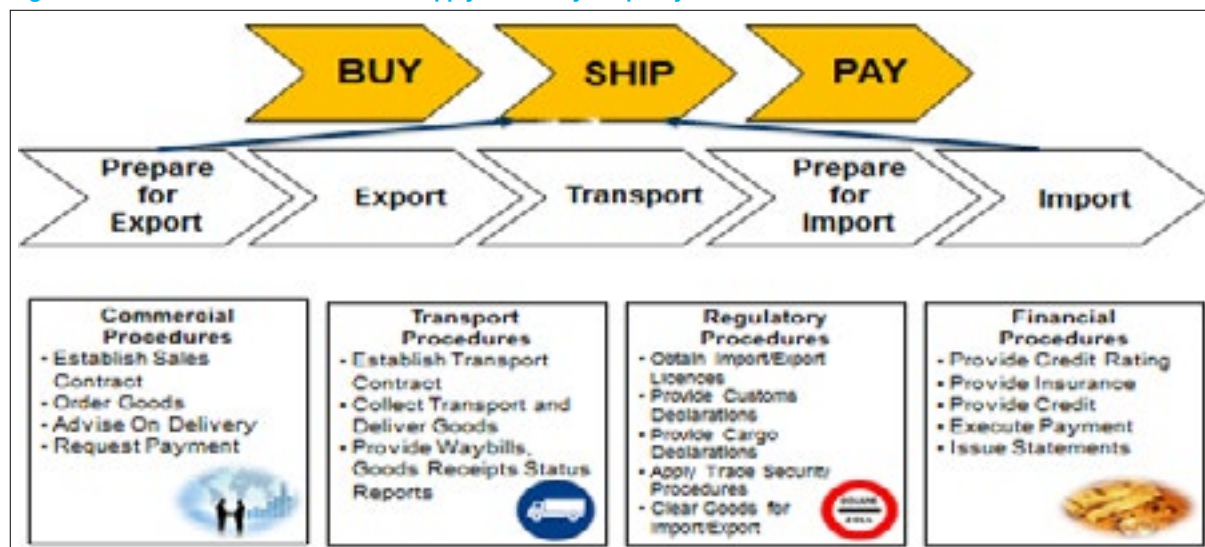 BUY
SHIP
PAY
Prepare
for
Export
Export
Transport
Prepare
for
Import
Import
Commercial
Procedures
- Establish Sales
Contract
- Order Goods
- Advise On Delivery
- Request Payment
Transport
Procedures
• Establish Transport
Contract
• Collect Transport and
Deliver Goods
• Provide Waybills,
Goods Receipts Status
Reports
Regulatory
Procedures
• Obtain Import/Export
Licences
• Provide Customs
Declarations
• Provide Cargo
Declarations
• Apply Trade Security
Procedures
• Clear Goods for
Import/Export
Financial
Procedures
• Provide Credit Rating
• Provide Insurance
• Provide Credit
• Execute Payment
• Issue Statements